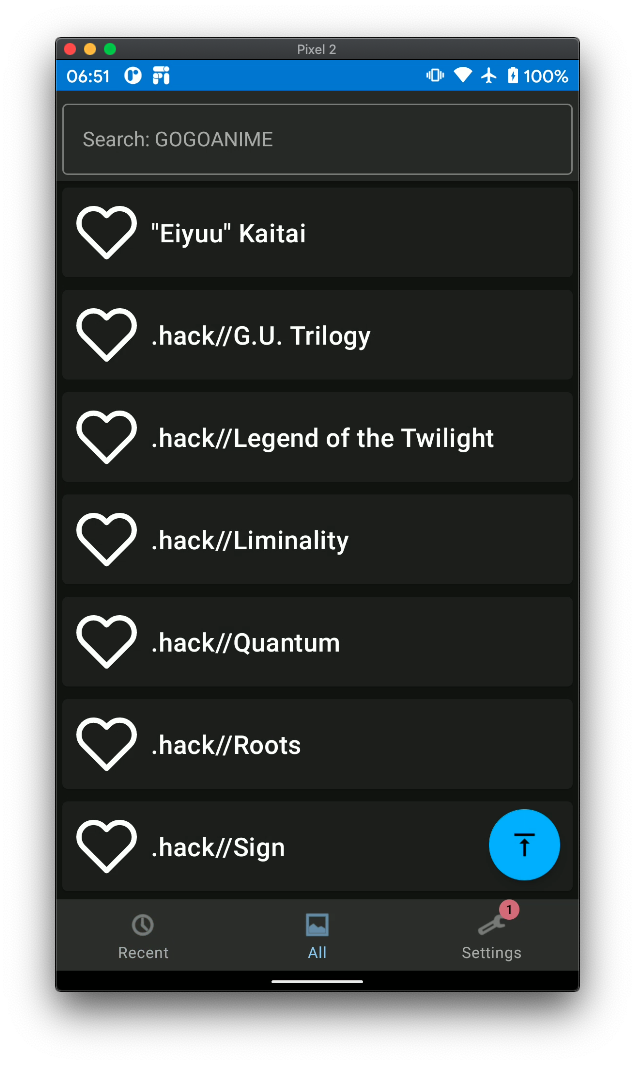 Pixel 2
06:51
100%
Search: GOGOANIME
"Eiyuu" Kaitai
.hack//G.U. Trilogy
.hack//Legend of the Twilight
.hack//Liminality
.hack//Quantum
.hack//Roots
.hack//Sign
1
Recent
All
Settings